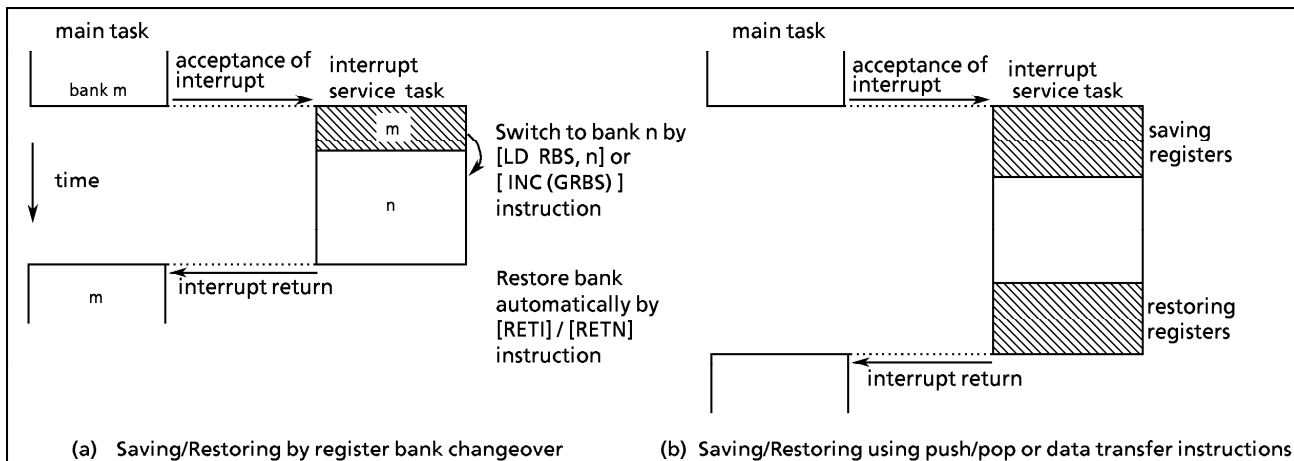 main task
acceptance of
interrupt
interrupt
service task
bank m
m
Switch to bank n by
[LD RBS, n] or
[ INC (GRBS) ]
instruction
time
n
interrupt return
m
Restore bank
automatically by
[RETI] / [RETN]
instruction
(a) Saving/Restoring by register bank changeover
main task
acceptance of
interrupt
interrupt
service task
saving
registers
restoring
registers
interrupt return
(b) Saving/Restoring using push/pop or data transfer instructions